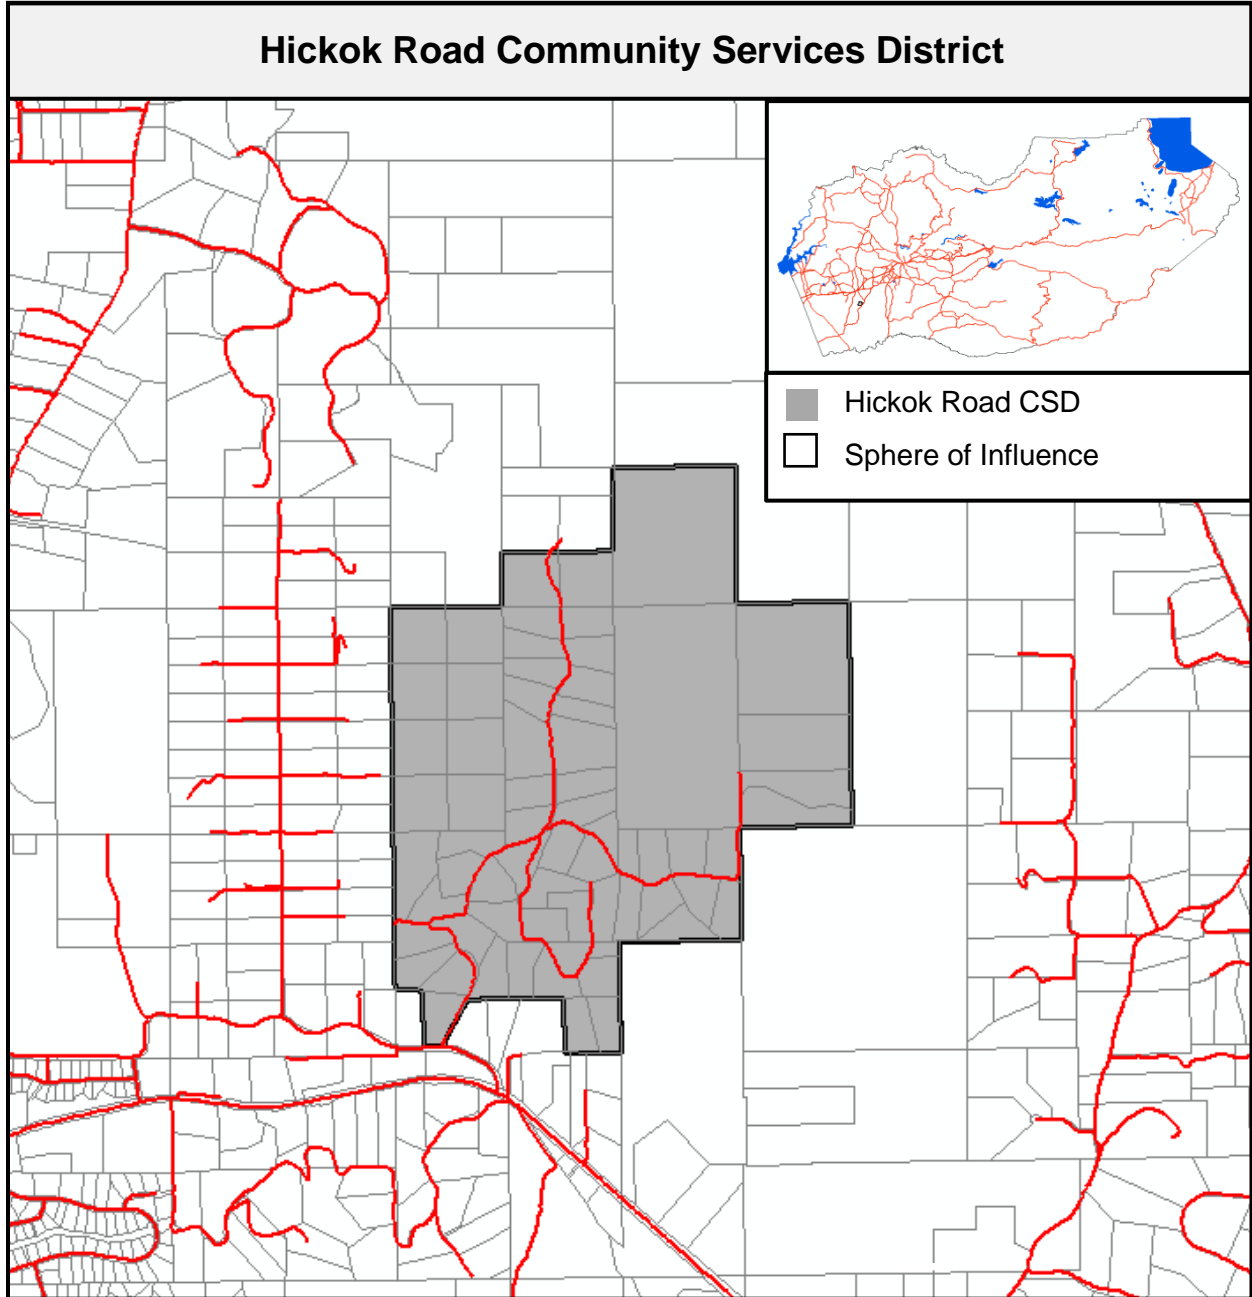 Hickok Road Community Services District
Hickok Road CSD
Sphere of Influence